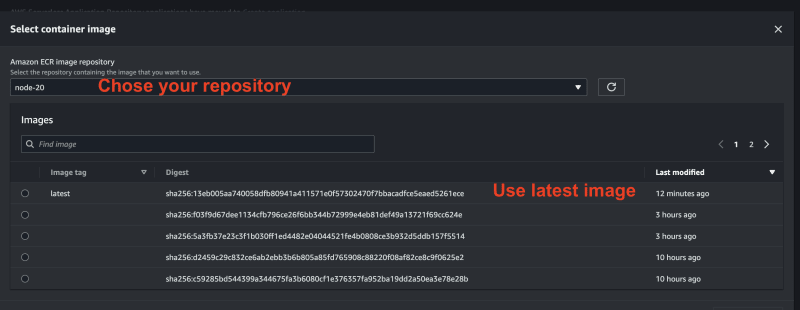 Select container image
Amazon ECR image repository
Select the repository containing the image that you want to use.
node-20 Chose your repository
Images
Find image
1 2
Image tag Digest Last modified
latest sha256:13eb005aa740058dfb80941a411571e0f57302470f7bbacadfce5eaed5261ece Use latest image 12 minutes ago
sha256:f03f9d67dee1134cfb796ce26f6bb344b72999e4eb81def49a13721f69cc624e 3 hours ago
sha256:5a3fb37e23c3f1b030ff1ed4482e04044521fe4b0808ce3b932d5ddb157f5514 3 hours ago
sha256:d2459c29c832ce6ab2ebb3b6b805a85fd765908c88220f08af82ce8c9f0625e2 10 hours ago
sha256:c59285bd544399a344675fa3b6080cf1e376357fa952ba19dd2a50ea3e78e28b 10 hours ago